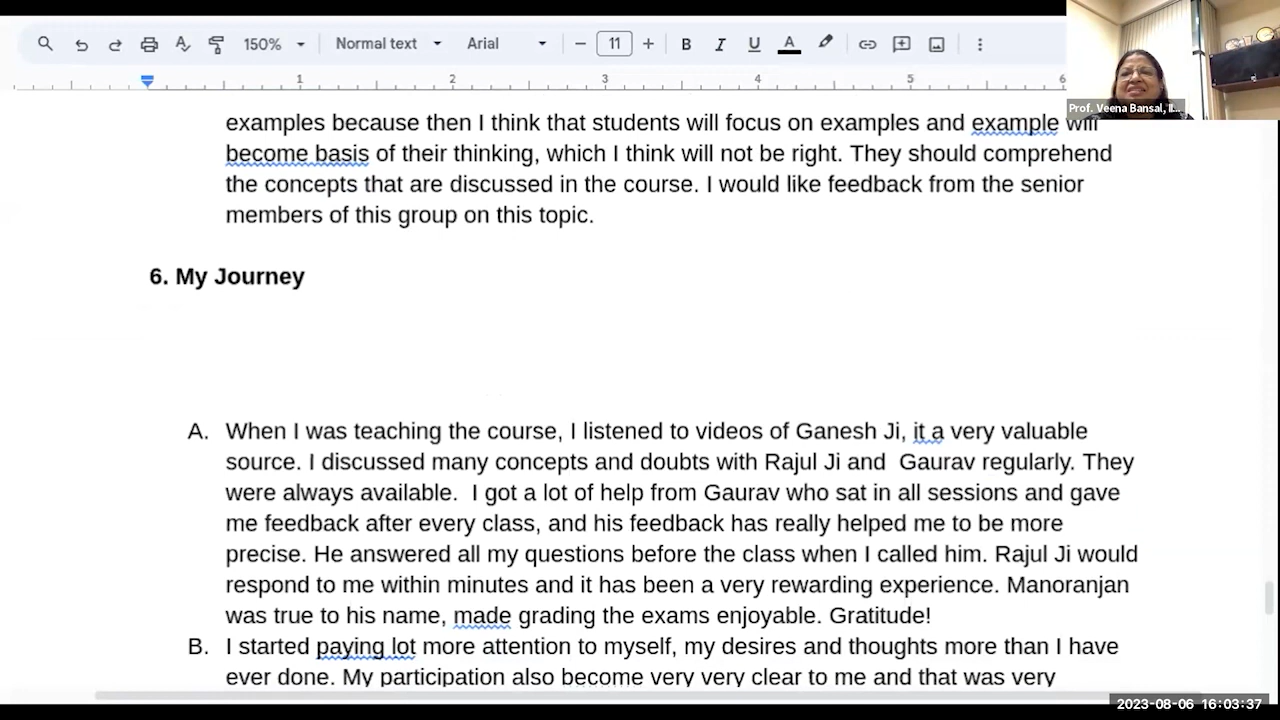 150%
Normal text
Arial
11
B I U A
1 2 3 4 5 6
Prof. Veena Bansal, I...
examples because then I think that students will focus on examples and example will
become basis of their thinking, which I think will not be right. They should comprehend
the concepts that are discussed in the course. I would like feedback from the senior
members of this group on this topic.
6. My Journey
A. When I was teaching the course, I listened to videos of Ganesh Ji, it a very valuable
source. I discussed many concepts and doubts with Rajul Ji and  Gaurav regularly. They
were always available.  I got a lot of help from Gaurav who sat in all sessions and gave
me feedback after every class, and his feedback has really helped me to be more
precise. He answered all my questions before the class when I called him. Rajul Ji would
respond to me within minutes and it has been a very rewarding experience. Manoranjan
was true to his name, made grading the exams enjoyable. Gratitude!
B. I started paying lot more attention to myself, my desires and thoughts more than I have
ever done. My participation also become very very clear to me and that was very
2023-08-06 16:03:37